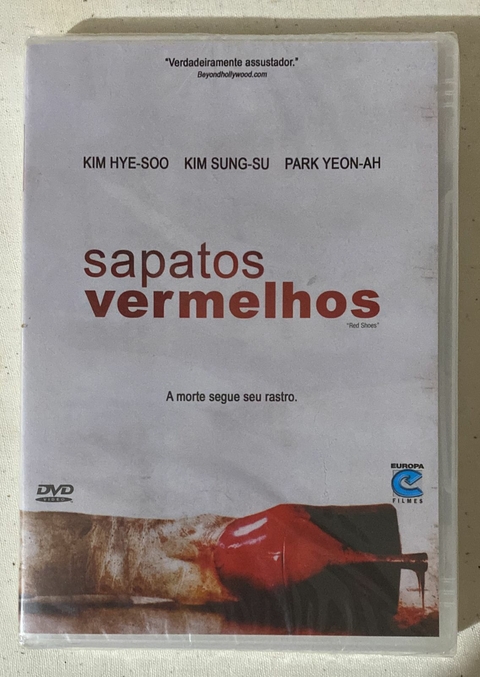 "Verdadeiramente assustador."
Beyondhollywood.com
KIM HYE-SOO KIM SUNG-SU PARK YEON-AH
sapatos
vermelhos
"Red Shoes"
A morte segue seu rastro.
DVD
VIDEO
EUROPA
FILMES